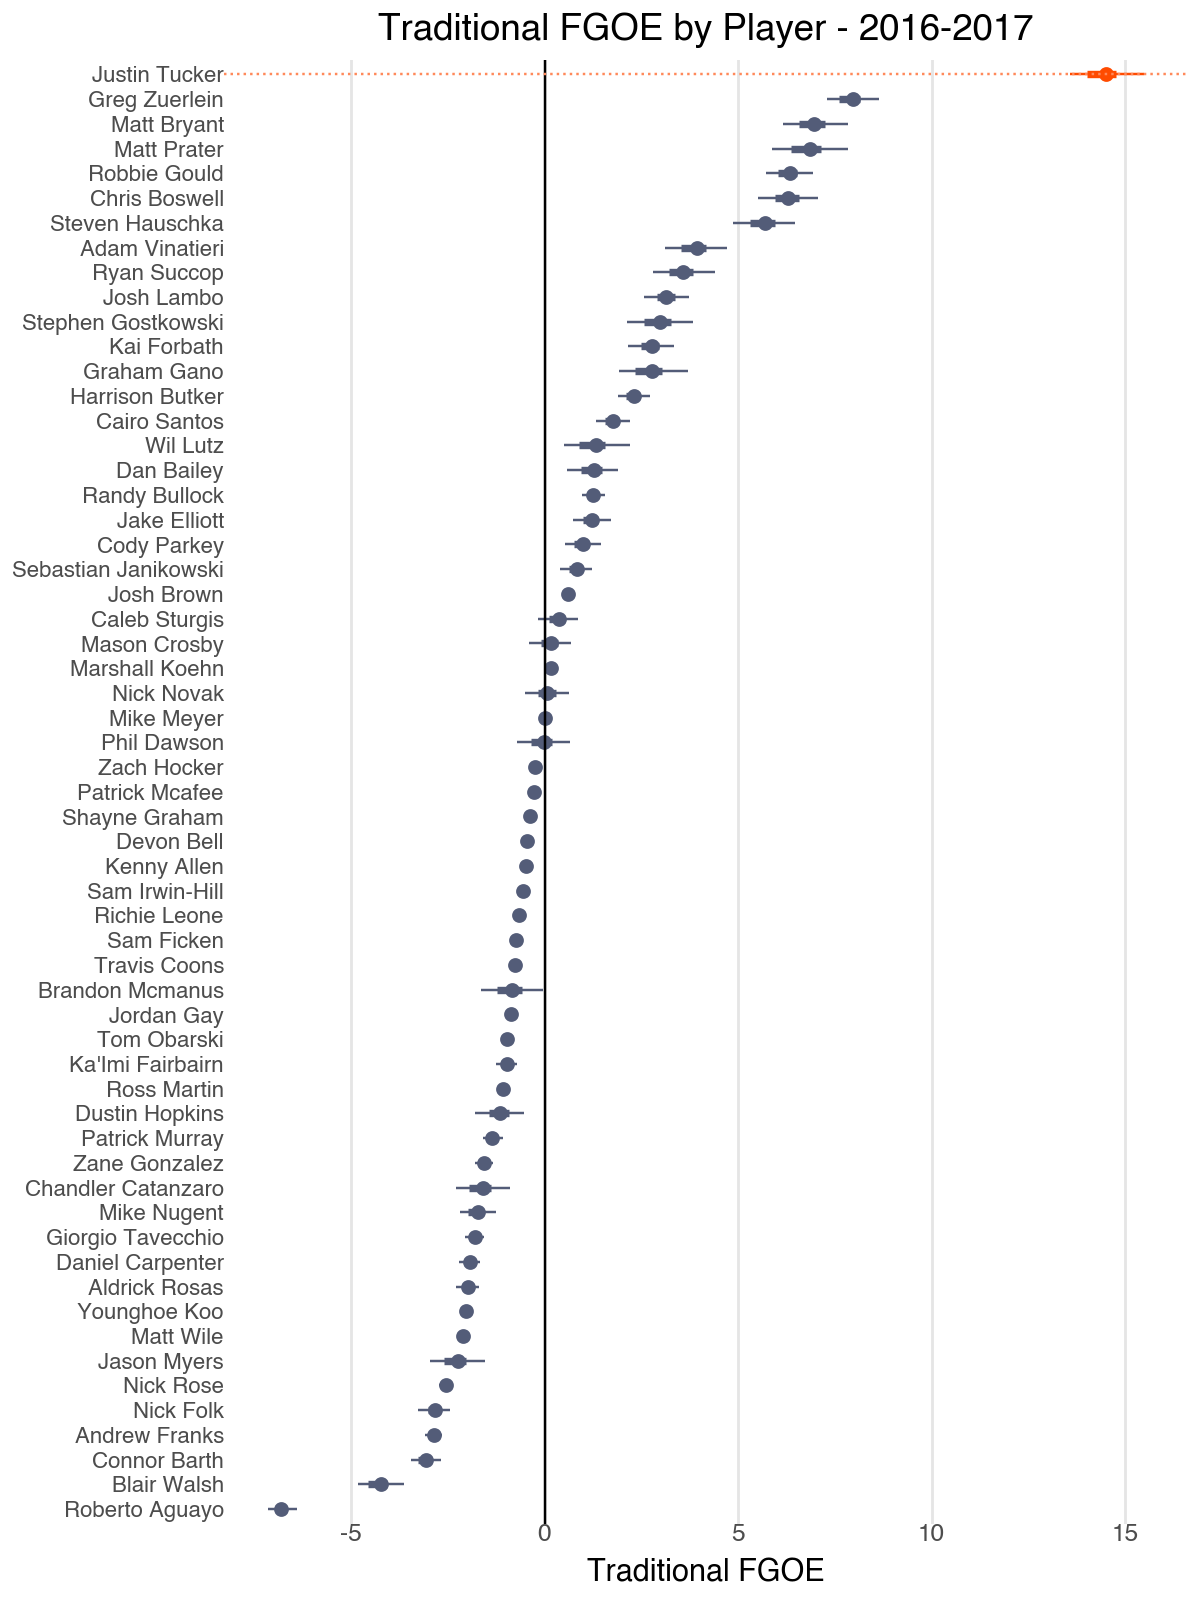 Traditional FGOE by Player - 2016-2017
Justin Tucker
Greg Zuerlein
Matt Bryant
Matt Prater
Robbie Gould
Chris Boswell
Steven Hauschka
Adam Vinatieri
Ryan Succop
Josh Lambo
Stephen Gostkowski
Kai Forbath
Graham Gano
Harrison Butker
Cairo Santos
Wil Lutz
Dan Bailey
Randy Bullock
Jake Elliott
Cody Parkey
Sebastian Janikowski
Josh Brown
Caleb Sturgis
Mason Crosby
Marshall Koehn
Nick Novak
Mike Meyer
Phil Dawson
Zach Hocker
Patrick Mcafee
Shayne Graham
Devon Bell
Kenny Allen
Sam Irwin-Hill
Richie Leone
Sam Ficken
Travis Coons
Brandon Mcmanus
Jordan Gay
Tom Obarski
Ka'Imi Fairbairn
Ross Martin
Dustin Hopkins
Patrick Murray
Zane Gonzalez
Chandler Catanzaro
Mike Nugent
Giorgio Tavecchio
Daniel Carpenter
Aldrick Rosas
Younghoe Koo
Matt Wile
Jason Myers
Nick Rose
Nick Folk
Andrew Franks
Connor Barth
Blair Walsh
Roberto Aguayo
-5 0 5 10 15
Traditional FGOE